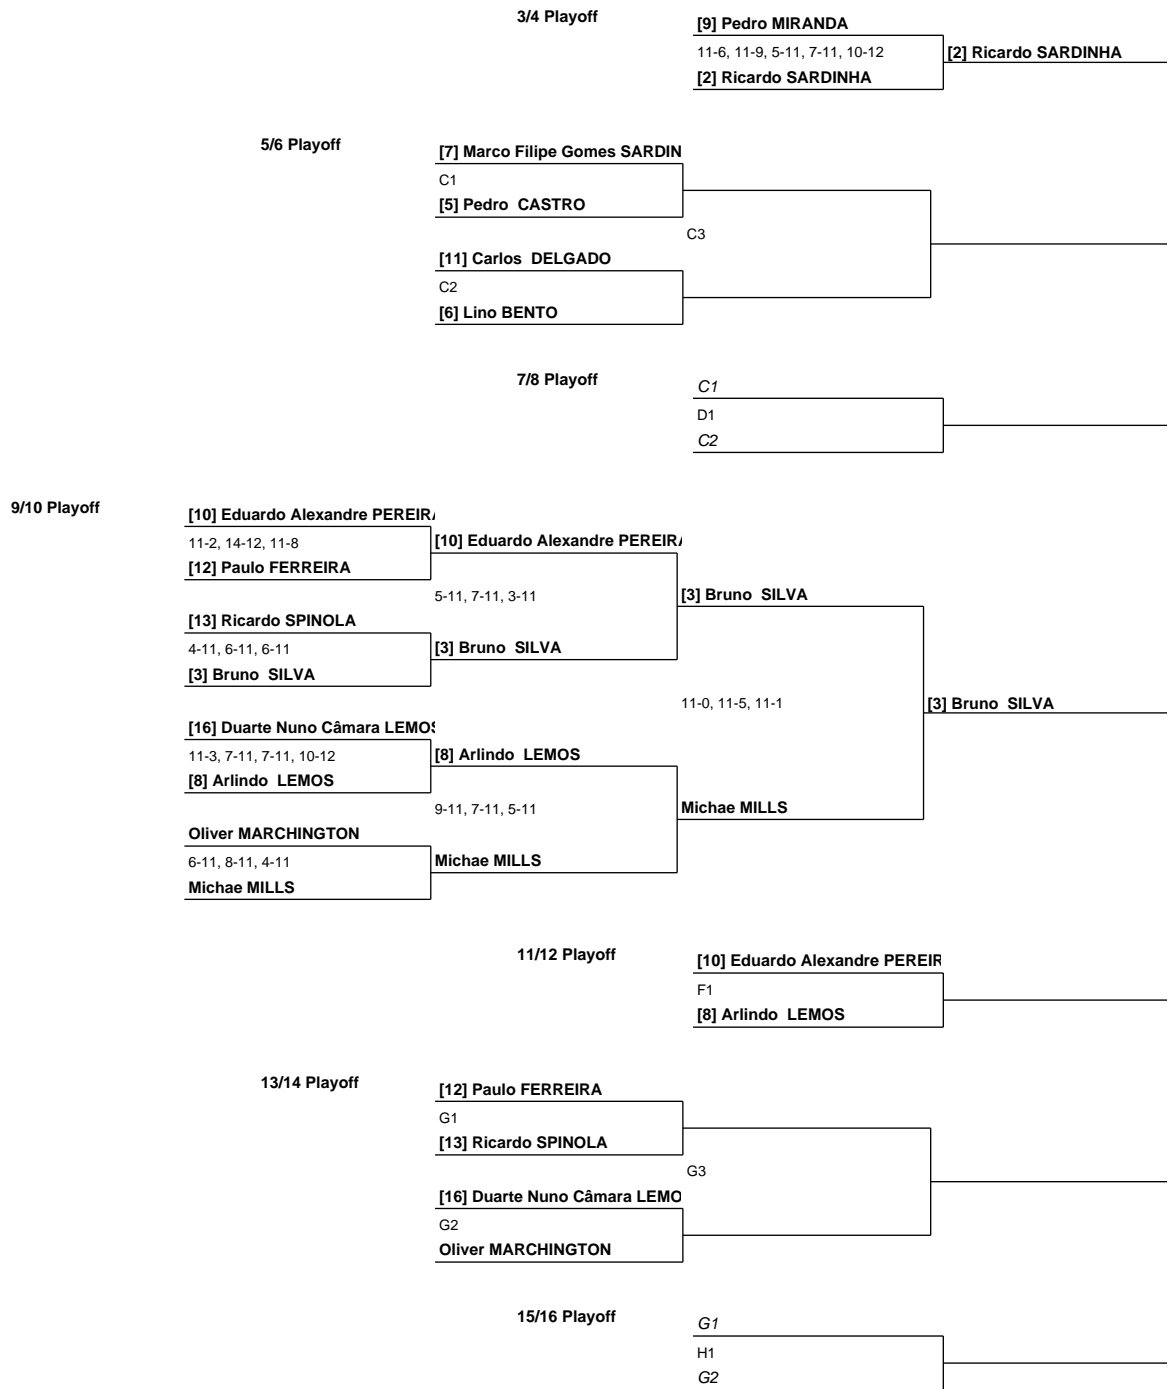 3/4 Playoff
[9] Pedro MIRANDA
11-6, 11-9, 5-11, 7-11, 10-12
[2] Ricardo SARDINHA
[2] Ricardo SARDINHA
5/6 Playoff
[7] Marco Filipe Gomes SARDIN
C1
[5] Pedro CASTRO
C3
[11] Carlos DELGADO
C2
[6] Lino BENTO
7/8 Playoff
C1
D1
C2
9/10 Playoff
[10] Eduardo Alexandre PEREIR
11-2, 14-12, 11-8
[10] Eduardo Alexandre PEREIR
[12] Paulo FERREIRA
5-11, 7-11, 3-11
[3] Bruno SILVA
[13] Ricardo SPINOLA
4-11, 6-11, 6-11
[3] Bruno SILVA
[3] Bruno SILVA
11-0, 11-5, 11-1
[3] Bruno SILVA
[16] Duarte Nuno Câmara LEMOS
11-3, 7-11, 7-11, 10-12
[8] Arlindo LEMOS
[8] Arlindo LEMOS
9-11, 7-11, 5-11
Michae MILLS
Oliver MARCHINGTON
6-11, 8-11, 4-11
Michae MILLS
Michae MILLS
11/12 Playoff
[10] Eduardo Alexandre PEREIR
F1
[8] Arlindo LEMOS
13/14 Playoff
[12] Paulo FERREIRA
G1
[13] Ricardo SPINOLA
G3
[16] Duarte Nuno Câmara LEMO
G2
Oliver MARCHINGTON
15/16 Playoff
G1
H1
G2